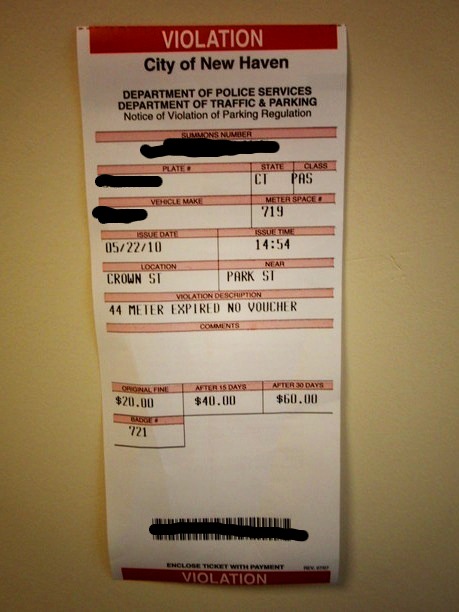 VIOLATION
City of New Haven
DEPARTMENT OF POLICE SERVICES
DEPARTMENT OF TRAFFIC & PARKING
Notice of Violation of Parking Regulation
SUMMONS NUMBER
PLATE # STATE CLASS
CT PAS
VEHICLE MAKE METER SPACE #
719
ISSUE DATE ISSUE TIME
05/22/10 14:54
LOCATION NEAR
CROWN ST PARK ST
VIOLATION DESCRIPTION
44 METER EXPIRED NO VOUCHER
COMMENTS
ORIGINAL FINE AFTER 15 DAYS AFTER 30 DAYS
$20.00 $40.00 $60.00
BADGE #
721
ENCLOSE TICKET WITH PAYMENT REV.
VIOLATION